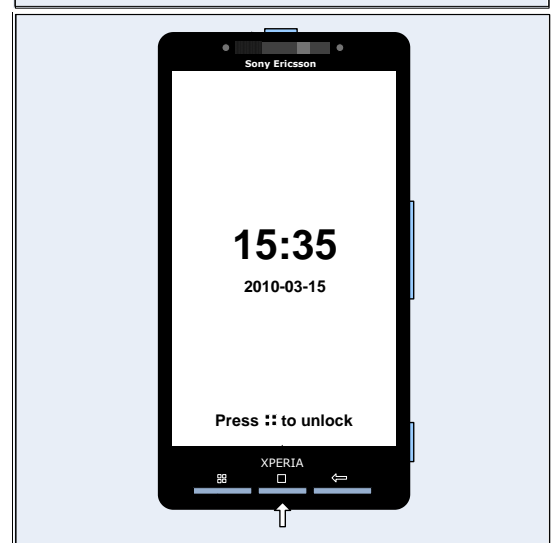 Sony Ericsson
15:35
2010-03-15
Press :: to unlock
XPERIA